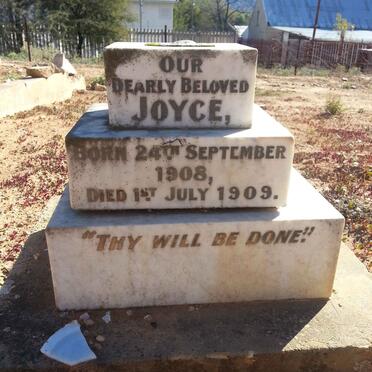 OUR
DEARLY BELOVED
JOYCE,
BORN 24TH SEPTEMBER
1908,
DIED 1ST JULY 1909.
"THY WILL BE DONE."